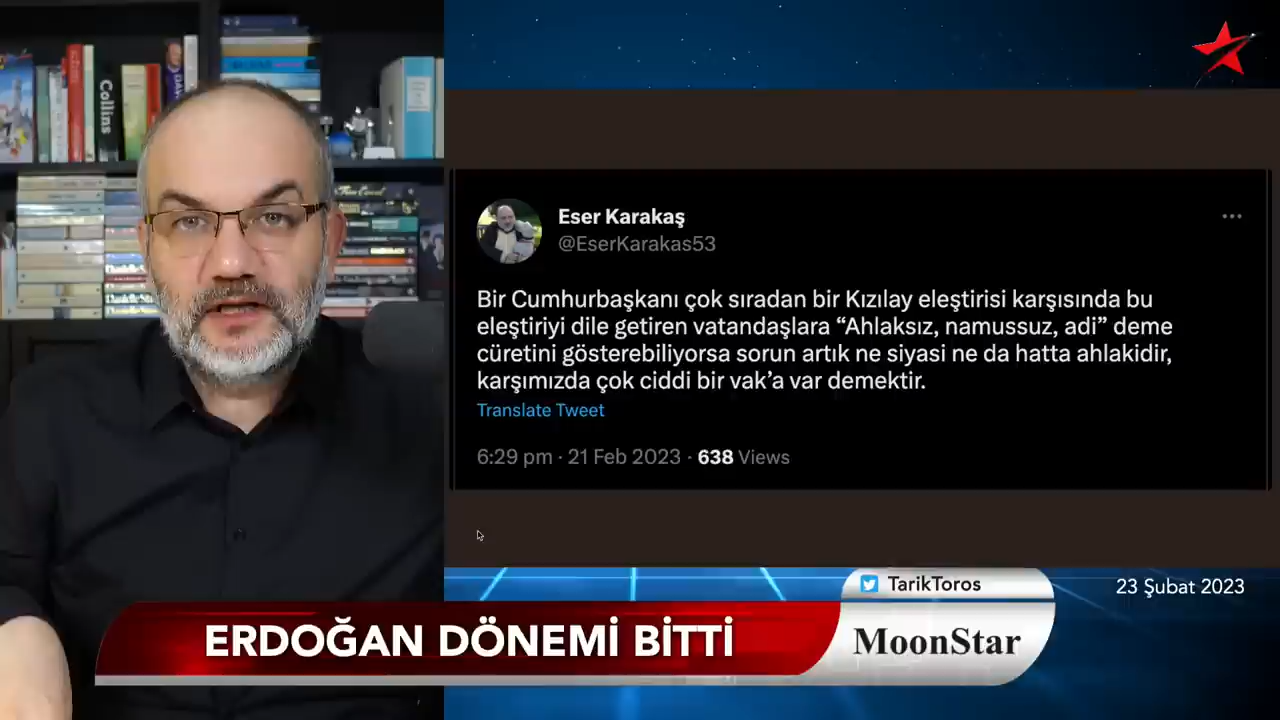 Collins
Eser Karakaş
@EserKarakas53
Bir Cumhurbaşkanı çok sıradan bir Kızılay eleştirisi karşısında bu
eleştiriyi dile getiren vatandaşlara “Ahlaksız, namussuz, adi” deme
cüretini gösterebiliyorsa sorun artık ne siyasi ne da hatta ahlakidir,
karşımızda çok ciddi bir vak’a var demektir.
Translate Tweet
6:29 pm · 21 Feb 2023 · 638 Views
TarikToros
23 Şubat 2023
ERDOĞAN DÖNEMİ BİTTİ
MoonStar